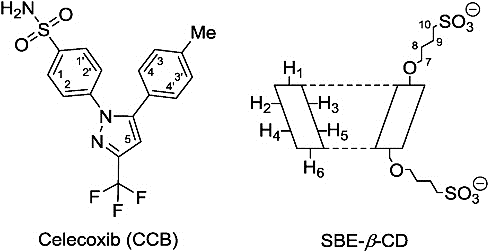 H₂N
S
O
O
1'
2'
1
2
Me
3
4
3'
4'
N
N
5
F
F
F
Celecoxib (CCB)
10
SO₃⊖
8
9
7
O
H₁
H₂
H₃
H₄
H₅
H₆
O
SO₃⊖
SBE-β-CD